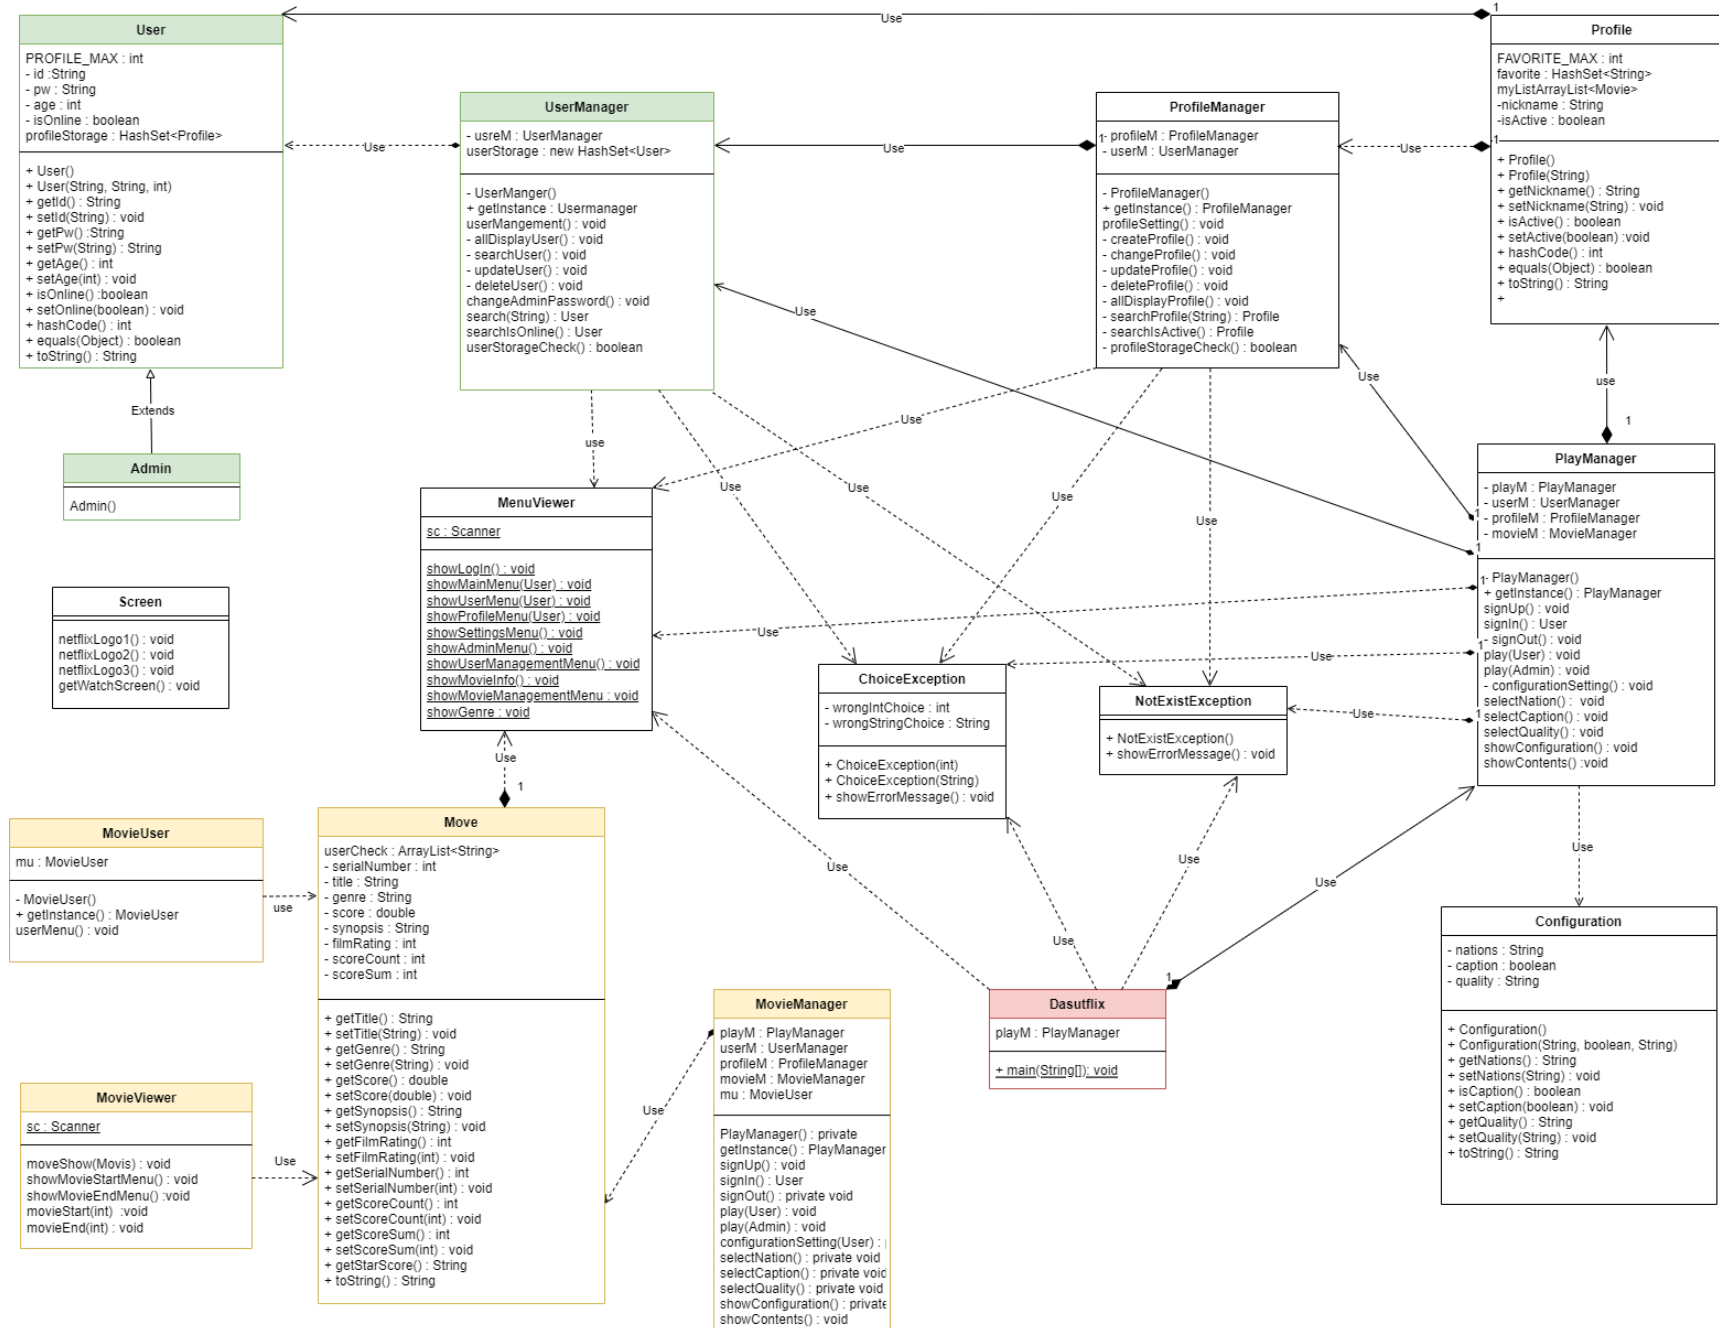 User
PROFILE_MAX : int
- id :String
- pw : String
- age : int
- isOnline : boolean
profileStorage : HashSet<Profile>
+ User()
+ User(String, String, int)
+ getId() : String
+ setId(String) : void
+ getPw() :String
+ setPw(String) : String
+ getAge() : int
+ setAge(int) : void
+ isOnline() :boolean
+ setOnline(boolean) : void
+ hashCode() : int
+ equals(Object) : boolean
+ toString() : String
Extends
Admin
Admin()
Use
1
Use
UserManager
- usreM : UserManager
userStorage : new HashSet<User>
- UserManger()
+ getInstance : Usermanager
userMangement() : void
- allDisplayUser() : void
- searchUser() : void
- updateUser() : void
- deleteUser() : void
changeAdminPassword() : void
search(String) : User
searchIsOnline() : User
userStorageCheck() : boolean
Use
1
ProfileManager
- profileM : ProfileManager
- userM : UserManager
- ProfileManager()
+ getInstance() : ProfileManager
profileSetting() : void
- createProfile() : void
- changeProfile() : void
- updateProfile() : void
- deleteProfile() : void
- allDisplayProfile() : void
- searchProfile(String) : Profile
- searchIsActive() : Profile
- profileStorageCheck() : boolean
Use
1
Profile
FAVORITE_MAX : int
favorite : HashSet<String>
myListArrayList<Movie>
-nickname : String
-isActive : boolean
+ Profile()
+ Profile(String)
+ getNickname() : String
+ setNickname(String) : void
+ isActive() : boolean
+ setActive(boolean) :void
+ hashCode() : int
+ equals(Object) : boolean
+ toString() : String
+
Use
Use
use
1
use
Use
Use
Use
Use
Use
PlayManager
- playM : PlayManager
- userM : UserManager
- profileM : ProfileManager
- movieM : MovieManager
- PlayManager()
+ getInstance() : PlayManager
signUp() : void
signIn() : User
- signOut() : void
play(User) : void
play(Admin) : void
- configurationSetting() : void
selectNation() : void
selectCaption() : void
selectQuality() : void
showConfiguration() : void
showContents() :void
1
1
1
1
1
MenuViewer
sc : Scanner
showLogIn() : void
showMainMenu(User) : void
showUserMenu(User) : void
showProfileMenu(User) : void
showSettingsMenu() : void
showAdminMenu() : void
showUserManagementMenu() : void
showMovieInfo() : void
showMovieManagementMenu : void
showGenre : void
Screen
netflixLogo1() : void
netflixLogo2() : void
netflixLogo3() : void
getWatchScreen() : void
Use
Use
Use
ChoiceException
- wrongIntChoice : int
- wrongStringChoice : String
+ ChoiceException(int)
+ ChoiceException(String)
+ showErrorMessage() : void
NotExistException
+ NotExistException()
+ showErrorMessage() : void
Use
1
Use
Use
Use
Use
Use
MovieUser
mu : MovieUser
- MovieUser()
+ getInstance() : MovieUser
userMenu() : void
use
Move
userCheck : ArrayList<String>
- serialNumber : int
- title : String
- genre : String
- score : double
- synopsis : String
- filmRating : int
- scoreCount : int
- scoreSum : int
+ getTitle() : String
+ setTitle(String) : void
+ getGenre() : String
+ setGenre(String) : void
+ getScore() : double
+ setScore(double) : void
+ getSynopsis() : String
+ setSynopsis(String) : void
+ getFilmRating() : int
+ setFilmRating(int) : void
+ getSerialNumber() : int
+ setSerialNumber(int) : void
+ getScoreCount() : int
+ setScoreCount(int) : void
+ getScoreSum() : int
+ setScoreSum(int) : void
+ getStarScore() : String
+ toString() : String
MovieViewer
sc : Scanner
moveShow(Movis) : void
showMovieStartMenu() : void
showMovieEndMenu() :void
movieStart(int) :void
movieEnd(int) : void
Use
Use
MovieManager
playM : PlayManager
userM : UserManager
profileM : ProfileManager
movieM : MovieManager
mu : MovieUser
PlayManager() : private
getInstance() : PlayManager
signUp() : void
signIn() : User
signOut() : private void
play(User) : void
play(Admin) : void
configurationSetting(User) :
selectNation() : private void
selectCaption() : private void
selectQuality() : private void
showConfiguration() : private
showContents() : void
Dasutflix
playM : PlayManager
+ main(String[]): void
1
Configuration
- nations : String
- caption : boolean
- quality : String
+ Configuration()
+ Configuration(String, boolean, String)
+ getNations() : String
+ setNations(String) : void
+ isCaption() : boolean
+ setCaption(boolean) : void
+ getQuality() : String
+ setQuality(String) : void
+ toString() : String